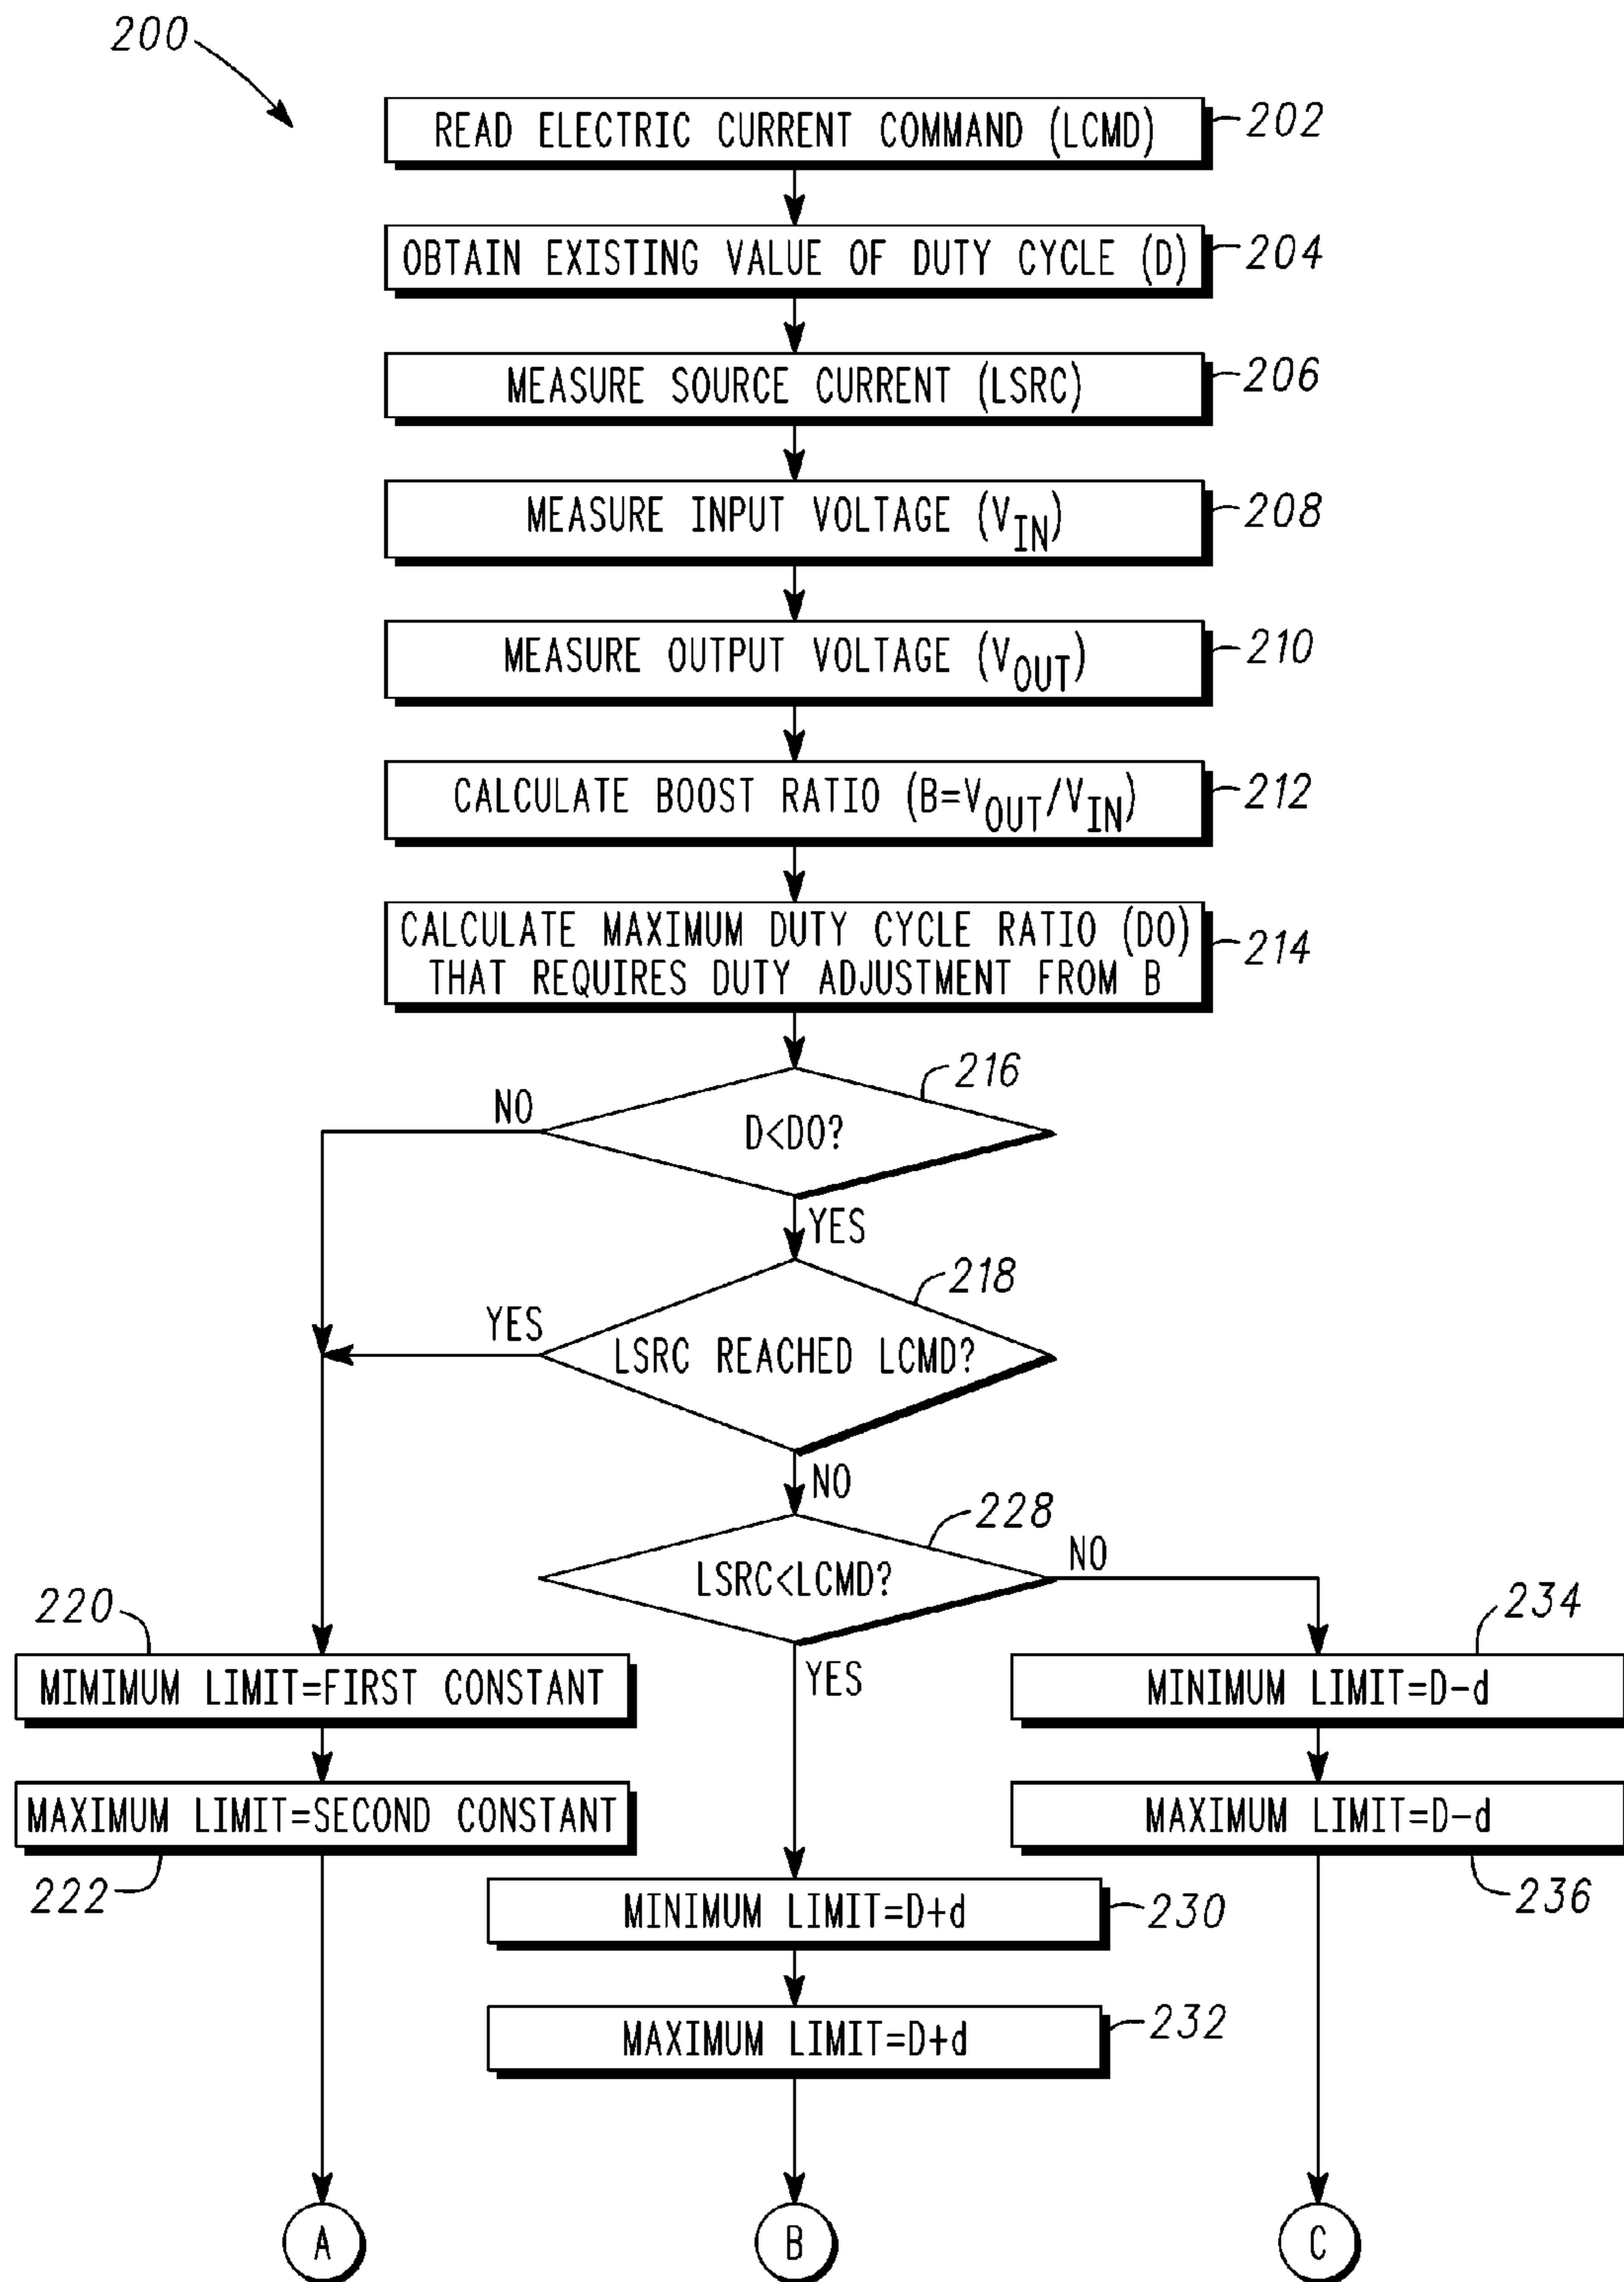 200
READ ELECTRIC CURRENT COMMAND (LCMD)
202
OBTAIN EXISTING VALUE OF DUTY CYCLE (D)
204
MEASURE SOURCE CURRENT (LSRC)
206
MEASURE INPUT VOLTAGE (VIN)
208
MEASURE OUTPUT VOLTAGE (VOUT)
210
CALCULATE BOOST RATIO (B=VOUT/VIN)
212
CALCULATE MAXIMUM DUTY CYCLE RATIO (DO)
THAT REQUIRES DUTY ADJUSTMENT FROM B
214
216
NO
D<DO?
YES
218
YES
LSRC REACHED LCMD?
NO
228
LSRC<LCMD?
NO
220
234
YES
MIMIMUM LIMIT=FIRST CONSTANT
MINIMUM LIMIT=D-d
MAXIMUM LIMIT=SECOND CONSTANT
MAXIMUM LIMIT=D-d
222
236
MINIMUM LIMIT=D+d
230
MAXIMUM LIMIT=D+d
232
A
B
C